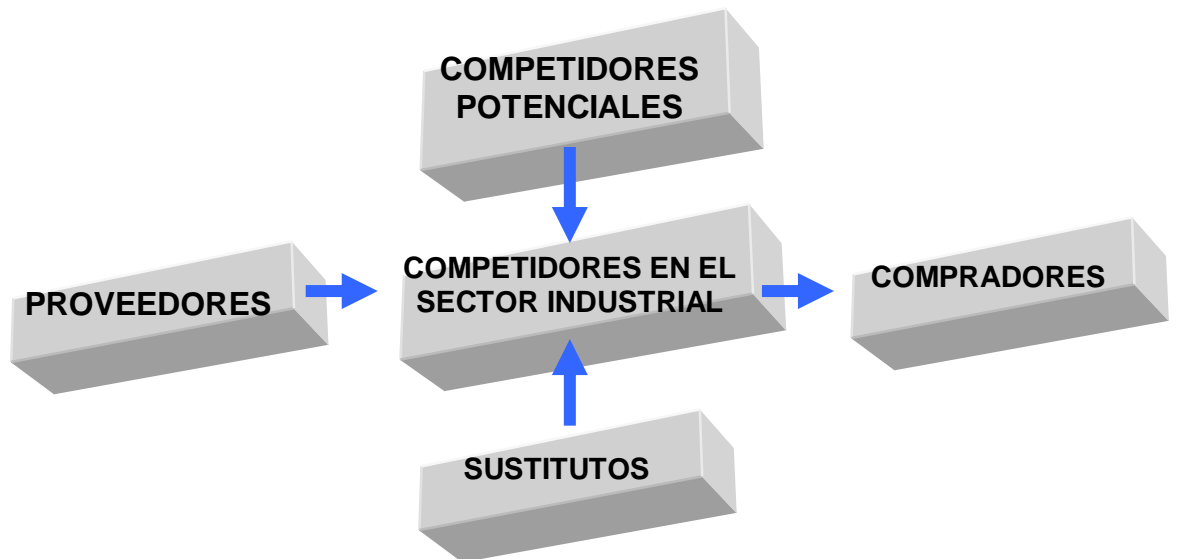 COMPETIDORES
POTENCIALES
PROVEEDORES
COMPETIDORES EN EL
SECTOR INDUSTRIAL
COMPRADORES
SUSTITUTOS